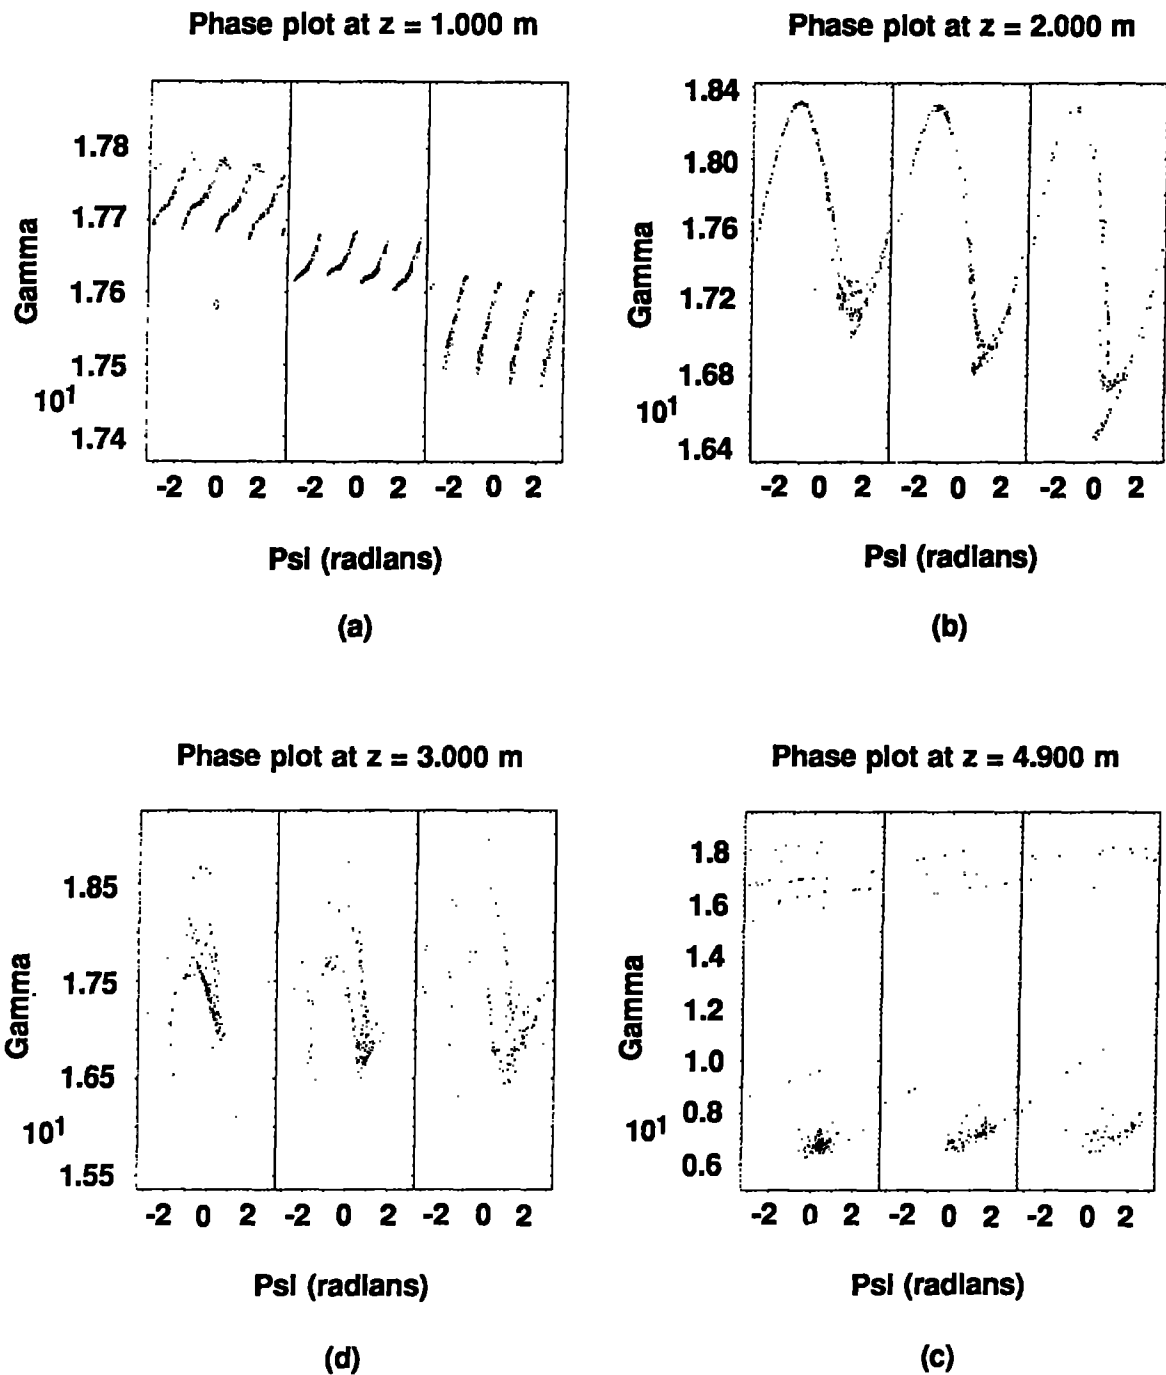 Phase plot at z = 1.000 m
1.78
1.77
1.76
1.75
10¹
1.74
Gamma
-2 0 2 -2 0 2 -2 0 2
Psi (radians)
(a)
Phase plot at z = 2.000 m
1.84
1.80
1.76
1.72
1.68
10¹
1.64
Gamma
-2 0 2 -2 0 2 -2 0 2
Psi (radians)
(b)
Phase plot at z = 3.000 m
1.85
1.75
1.65
10¹
1.55
Gamma
-2 0 2 -2 0 2 -2 0 2
Psi (radians)
(d)
Phase plot at z = 4.900 m
1.8
1.6
1.4
1.2
1.0
0.8
10¹
0.6
Gamma
-2 0 2 -2 0 2 -2 0 2
Psi (radians)
(c)